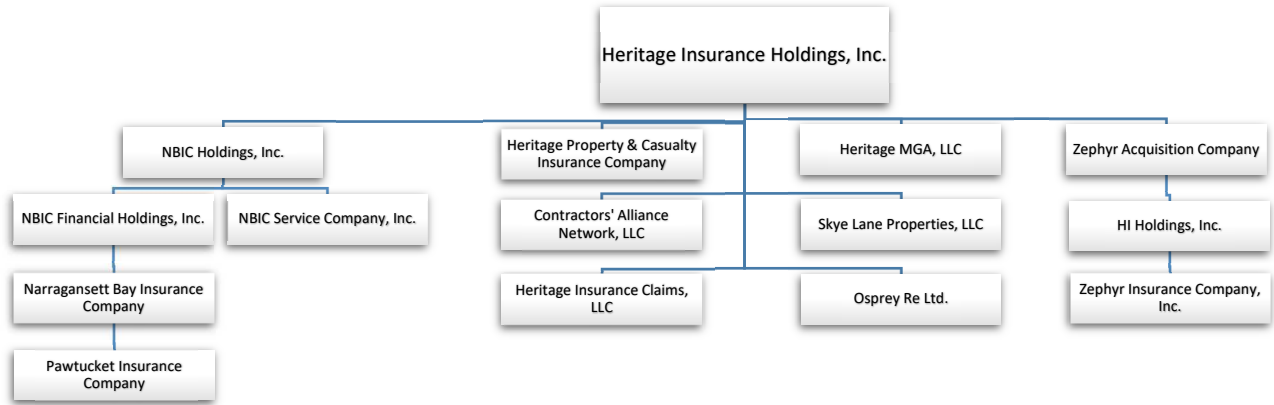 Heritage Insurance Holdings, Inc.
NBIC Holdings, Inc.
Heritage Property & Casualty
Insurance Company
Heritage MGA, LLC
Zephyr Acquisition Company
NBIC Financial Holdings, Inc.
NBIC Service Company, Inc.
Contractors' Alliance
Network, LLC
Skye Lane Properties, LLC
HI Holdings, Inc.
Narragansett Bay Insurance
Company
Heritage Insurance Claims,
LLC
Osprey Re Ltd.
Zephyr Insurance Company,
Inc.
Pawtucket Insurance
Company